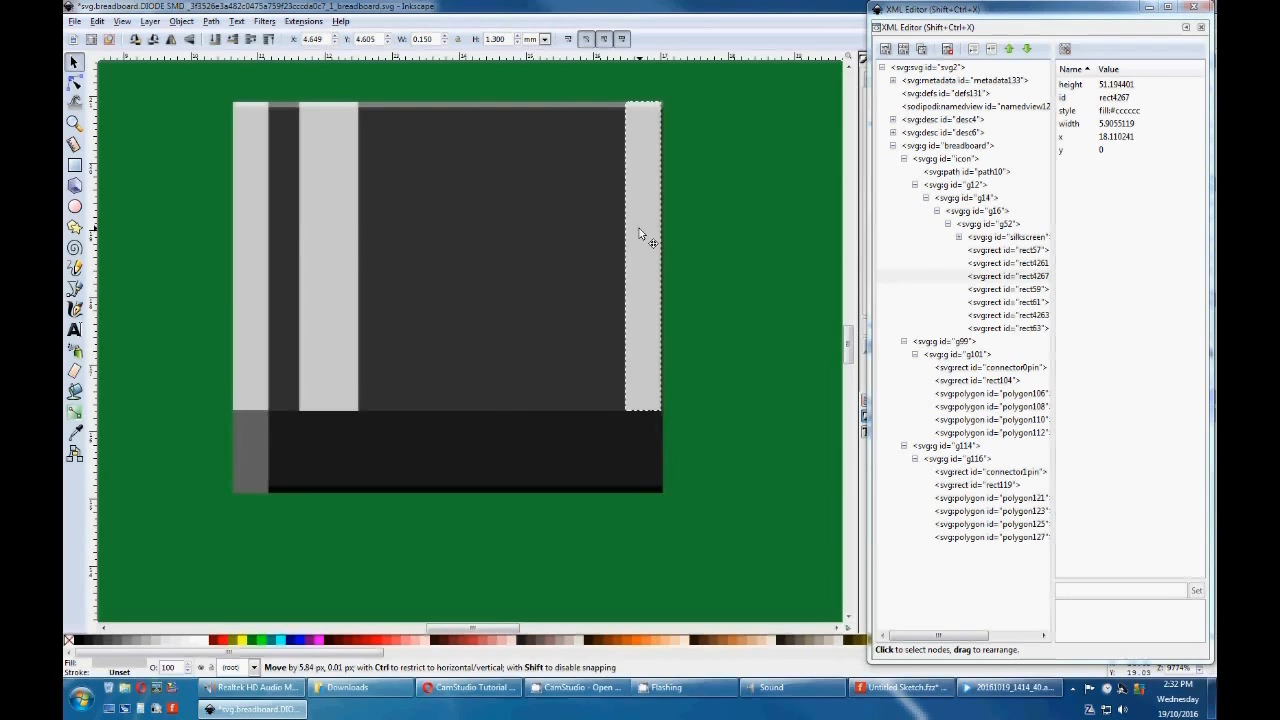 *svg.breadboard.DIODE SMD _3f3526e3a482c0475a759f23cccda0c7_1_breadboard.svg - Inkscape
File Edit View Layer Object Path Text Filters Extensions Help
X: 4.649 Y: 4.605 W: 0.150 H: 1.300 mm
XML Editor (Shift+Ctrl+X)
XML Editor (Shift+Ctrl+X)
<svg:svg id="svg2">
<svg:metadata id="metadata133">
<svg:defs id="defs131">
<sodipodi:namedview id="namedview12
<svg:desc id="desc4">
<svg:desc id="desc6">
<svg:g id="breadboard">
<svg:g id="icon">
<svg:path id="path10">
<svg:g id="g12">
<svg:g id="g14">
<svg:g id="g16">
<svg:g id="g52">
<svg:g id="silkscreen"
<svg:rect id="rect57">
<svg:rect id="rect4261
<svg:rect id="rect4267
<svg:rect id="rect59">
<svg:rect id="rect61">
<svg:rect id="rect4263
<svg:rect id="rect63">
<svg:g id="g99">
<svg:g id="g101">
<svg:rect id="connector0pin">
<svg:rect id="rect104">
<svg:polygon id="polygon106"
<svg:polygon id="polygon108"
<svg:polygon id="polygon110"
<svg:polygon id="polygon112"
<svg:g id="g114">
<svg:g id="g116">
<svg:rect id="connector1pin">
<svg:rect id="rect119">
<svg:polygon id="polygon121"
<svg:polygon id="polygon123"
<svg:polygon id="polygon125"
<svg:polygon id="polygon127"
Name Value
height 51.194401
id rect4267
style fill:#cccccc
width 5.9055119
x 18.110241
y 0
Set
Click to select nodes, drag to rearrange.
Fill:
Stroke: Unset
O: 100
(root)
Move by 5.84 px, 0.01 px; with Ctrl to restrict to horizontal/vertical; with Shift to disable snapping
Z: 9774%
Realtek HD Audio M... Downloads CamStudio Tutorial ... CamStudio - Open ... Flashing Sound Untitled Sketch.fzz* ... 20161019_1414_40.a...
*svg.breadboard.DIO...
2:32 PM
Wednesday
19/10/2016